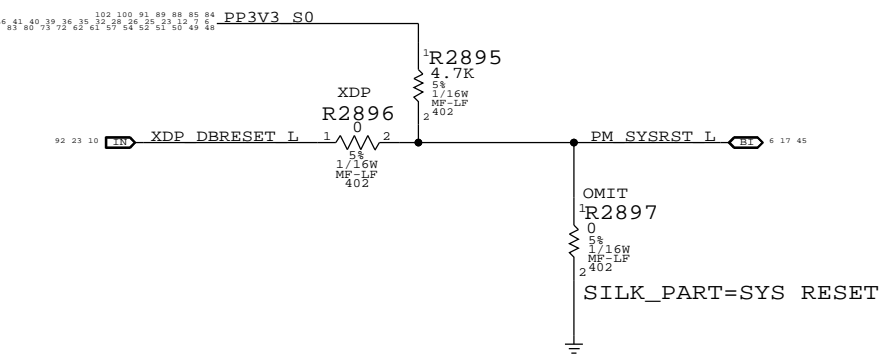 102 100 91 89 88 85 84
46 41 40 39 36 35 32 28 26 25 23 12 7 6
83 80 73 72 62 61 57 54 52 51 50 49 48
PP3V3_S0
1
R2895
4.7K
5%
1/16W
MF-LF
402
2
XDP
R2896
0
92 23 10
IN
XDP_DBRESET_L
1
2
5%
1/16W
MF-LF
402
PM_SYSRST_L
BI
6 17 45
OMIT
1
R2897
0
5%
1/16W
MF-LF
402
2
SILK_PART=SYS RESET